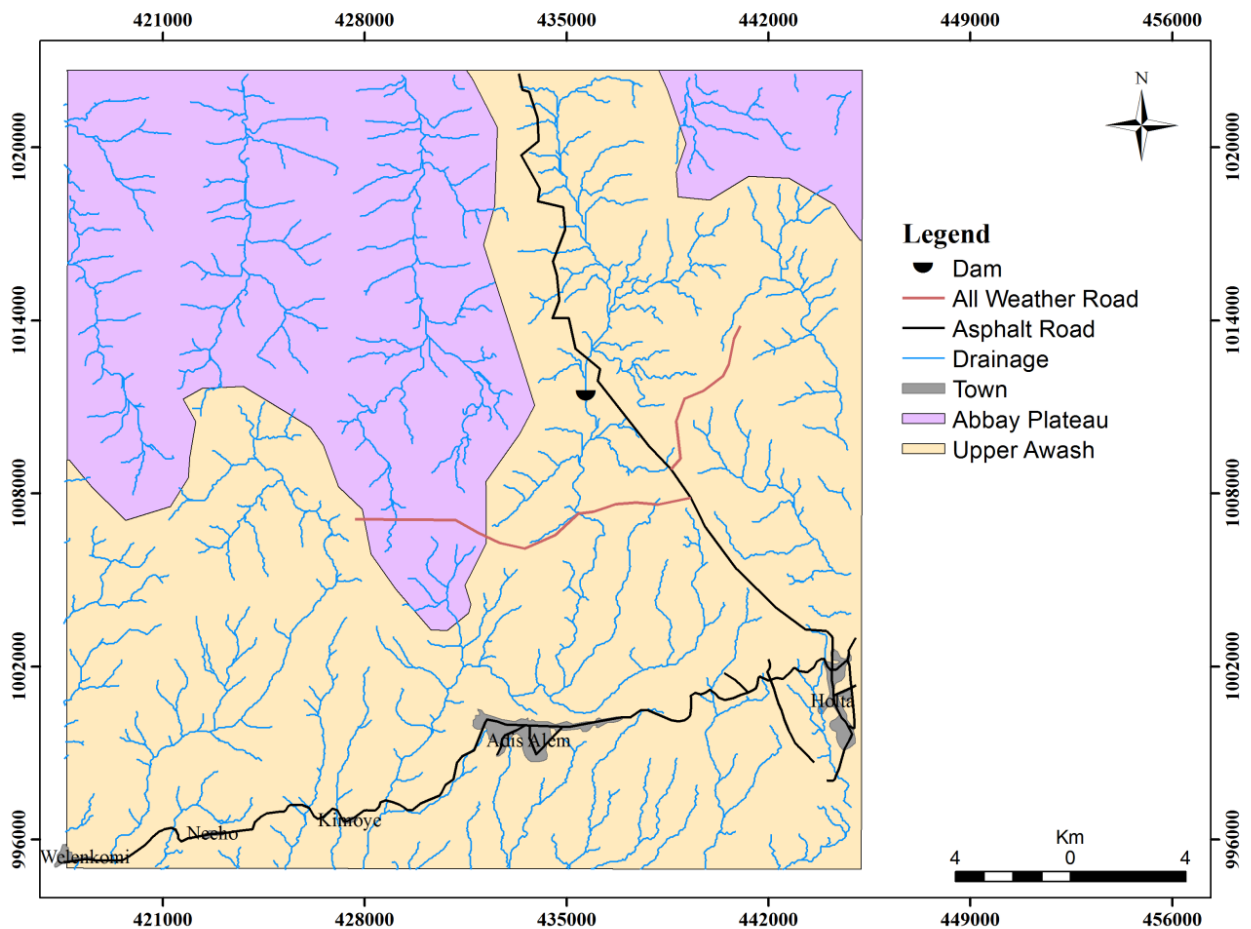 421000 428000 435000 442000 449000 456000
N
1020000 1020000
Legend
Dam
All Weather Road
1014000 1014000
Asphalt Road
Drainage
Town
Abbay Plateau
Upper Awash
1008000 1008000
1002000 1002000
Holta
Adis Alem
Kimoye
Necho
996000 996000
Km
Welenkomi
4 0 4
421000 428000 435000 442000 449000 456000